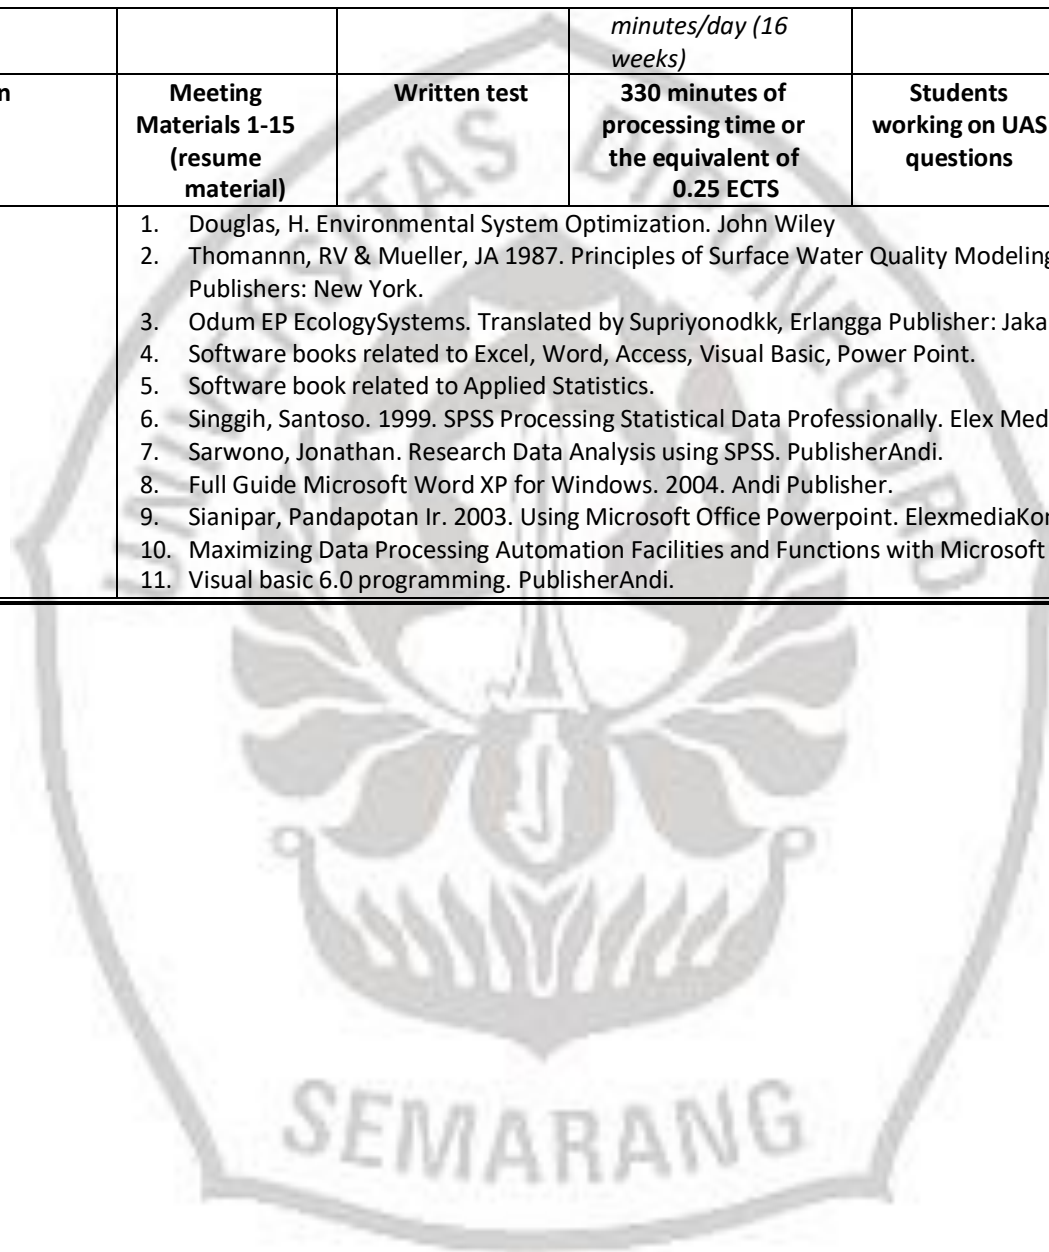 minutes/day (16
weeks)
n
Meeting
Materials 1-15
(resume
material)
Written test
330 minutes of
processing time or
the equivalent of
0.25 ECTS
Students
working on UAS
questions
1. Douglas, H. Environmental System Optimization. John Wiley
2. Thomannn, RV & Mueller, JA 1987. Principles of Surface Water Quality Modeling
Publishers: New York.
3. Odum EP EcologySystems. Translated by Supriyonodkk, Erlangga Publisher: Jaka
4. Software books related to Excel, Word, Access, Visual Basic, Power Point.
5. Software book related to Applied Statistics.
6. Singgih, Santoso. 1999. SPSS Processing Statistical Data Professionally. Elex Med
7. Sarwono, Jonathan. Research Data Analysis using SPSS. PublisherAndi.
8. Full Guide Microsoft Word XP for Windows. 2004. Andi Publisher.
9. Sianipar, Pandapotan Ir. 2003. Using Microsoft Office Powerpoint. ElexmediaKo
10. Maximizing Data Processing Automation Facilities and Functions with Microsoft
11. Visual basic 6.0 programming. PublisherAndi.
UNIVERSITAS DIPONEGORO
SEMARANG